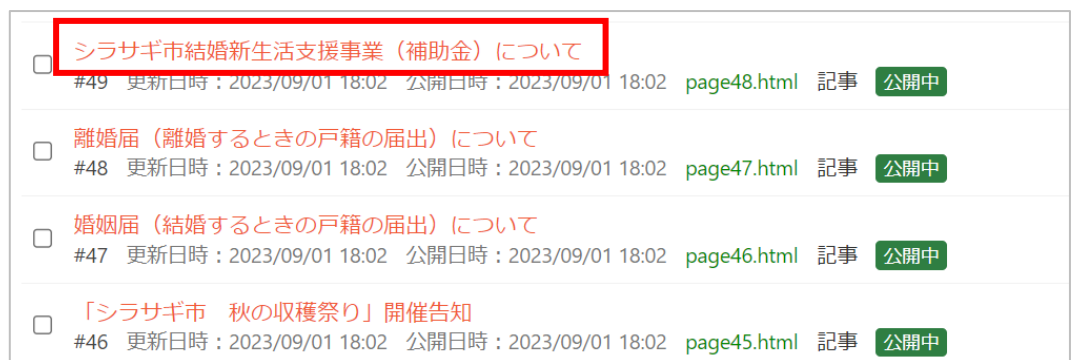 シラサギ市結婚新生活支援事業（補助金）について
#49 更新日時：2023/09/01 18:02 公開日時：2023/09/01 18:02 page48.html 記事 公開中
離婚届（離婚するときの戸籍の届出）について
#48 更新日時：2023/09/01 18:02 公開日時：2023/09/01 18:02 page47.html 記事 公開中
婚姻届（結婚するときの戸籍の届出）について
#47 更新日時：2023/09/01 18:02 公開日時：2023/09/01 18:02 page46.html 記事 公開中
「シラサギ市　秋の収穫祭り」開催告知
#46 更新日時：2023/09/01 18:02 公開日時：2023/09/01 18:02 page45.html 記事 公開中